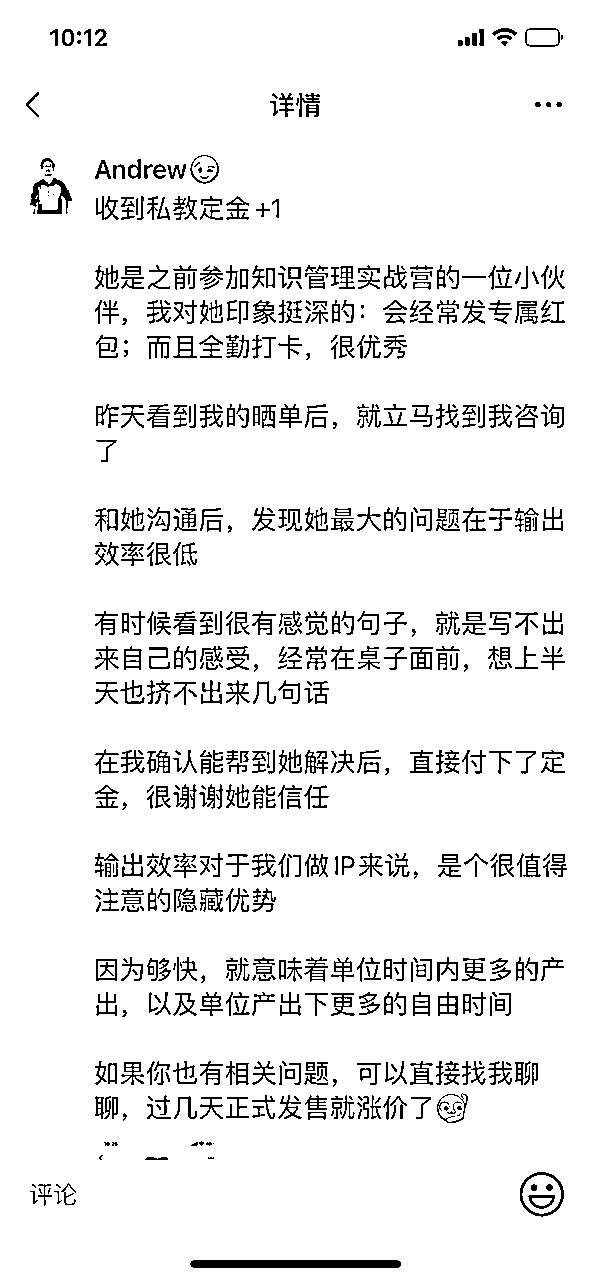 10:12
详情
Andrew
收到私教定金+1
她是之前参加知识管理实战营的一位小伙
伴，我对她印象挺深的：会经常发专属红
包；而且全勤打卡，很优秀
昨天看到我的晒单后，就立马找到我咨询
了
和她沟通后，发现她最大的问题在于输出
效率很低
有时候看到很有感觉的句子，就是写不出
来自己的感受，经常在桌子面前，想上半
天也挤不出来几句话
在我确认能帮到她解决后，直接付下了定
金，很谢谢她能信任
输出效率对于我们做IP来说，是个很值得
注意的隐藏优势
因为够快，就意味着单位时间内更多的产
出，以及单位产出下更多的自由时间
如果你也有相关问题，可以直接找我聊
聊，过几天正式发售就涨价了
评论